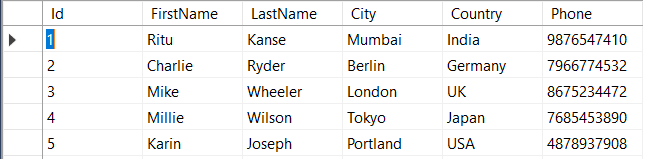 Id FirstName LastName City Country Phone
1 Ritu Kanse Mumbai India 9876547410
2 Charlie Ryder Berlin Germany 7966774532
3 Mike Wheeler London UK 8675234472
4 Millie Wilson Tokyo Japan 7685453890
5 Karin Joseph Portland USA 4878937908